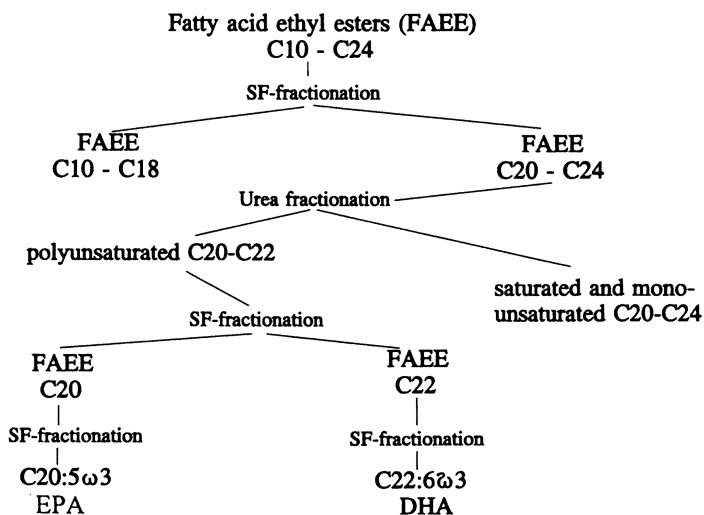 Fatty acid ethyl esters (FAEE)
C10 - C24
SF-fractionation
FAEE
C10 - C18
FAEE
C20 - C24
Urea fractionation
polyunsaturated C20-C22
saturated and mono-
unsaturated C20-C24
SF-fractionation
FAEE
C20
FAEE
C22
SF-fractionation
SF-fractionation
C20:5ω3
EPA
C22:6ω3
DHA